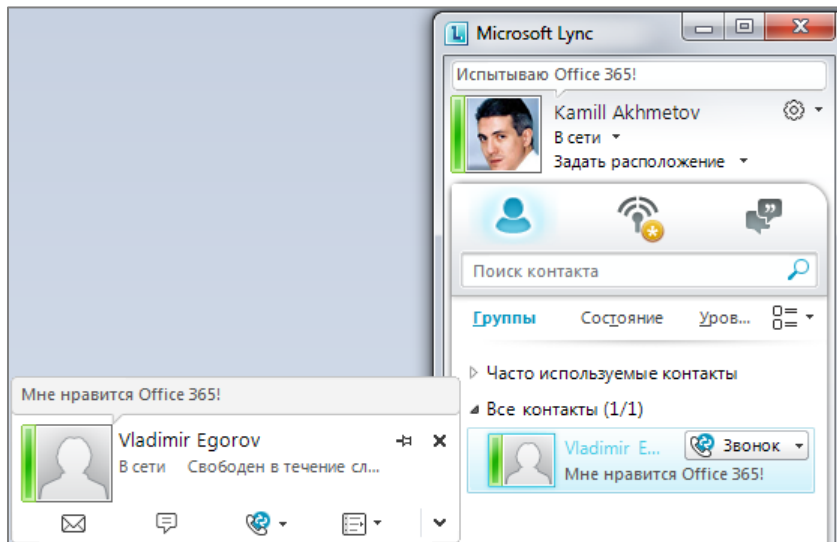 Microsoft Lync
Испытываю Office 365!
Kamill Akhmetov
В сети
Задать расположение
Поиск контакта
Группы Состояние Уров...
Часто используемые контакты
Все контакты (1/1)
Vladimir E... Звонок
Мне нравится Office 365!
Мне нравится Office 365!
Vladimir Egorov
В сети Свободен в течение сл...